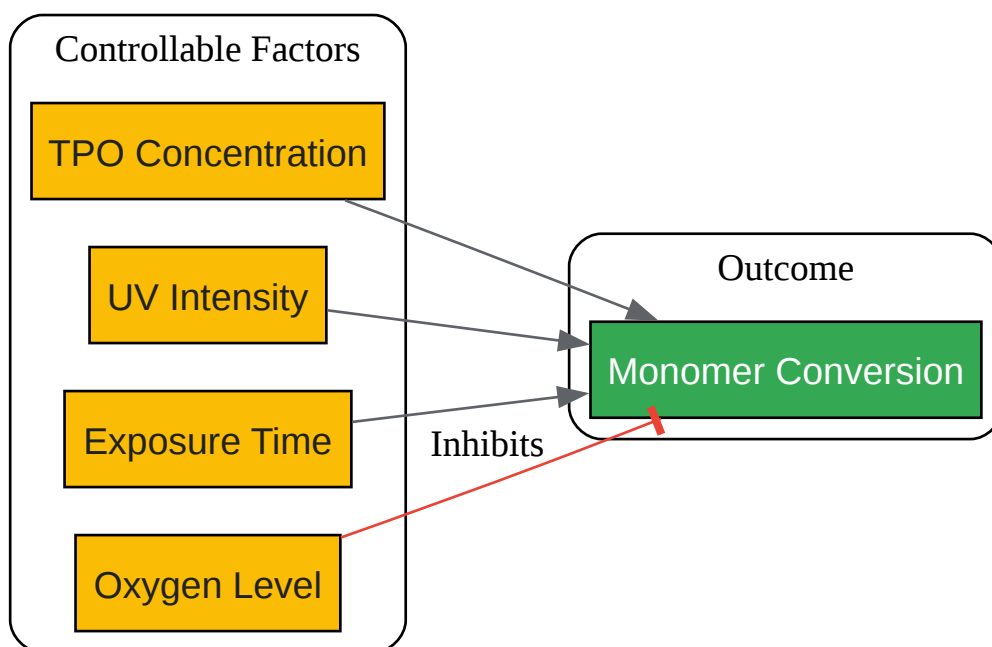 Controllable Factors
TPO Concentration
UV Intensity
Exposure Time
Oxygen Level
Inhibits
Outcome
Monomer Conversion